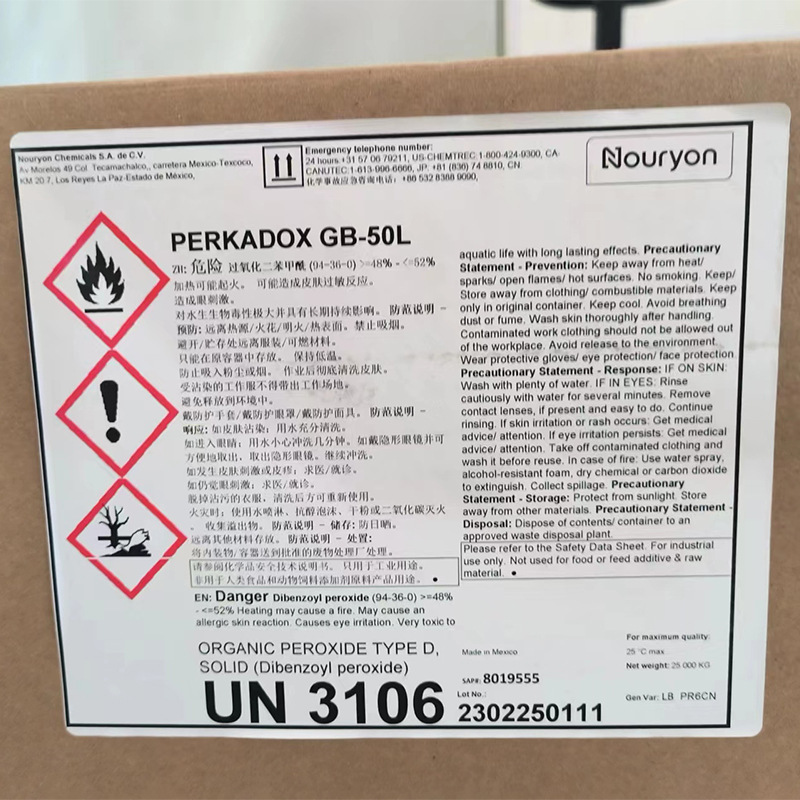 Nouryon Chemicals S.A. de C.V.
Av Morelos 49 Col. Tecamachalco,, carretera Mexico-Texcoco,
KM 20.7, Los Reyes La Paz-Estado de México,
Emergency telephone number:
24 hours +31 57 06 79211, US-CHEMTREC:1-800-424-9300, CA-
CANUTEC:1-613-996-6666, JP: +81 (836) 74 8810, CN
化学事故应急咨询电话: +86 532 8388 9090,
Nouryon
PERKADOX GB-50L
ZH: 危险 过氧化二苯甲酰 (94-36-0) >=48% - <=52%
加热可能起火。 可能造成皮肤过敏反应。
造成眼刺激。
对水生生物毒性极大并具有长期持续影响。 防范说明 -
预防: 远离热源/火花/明火/热表面。禁止吸烟。
避开/贮存处远离服装/可燃材料。
只能在原容器中存放。 保持低温。
防止吸入粉尘或烟。 作业后彻底清洗皮肤。
受沾染的工作服不得带出工作场地。
避免释放到环境中。
戴防护手套/戴防护眼罩/戴防护面具。 防范说明 -
响应: 如皮肤沾染: 用水充分清洗。
如进入眼睛: 用水小心冲洗几分钟。如戴隐形眼镜并可
方便地取出, 取出隐形眼镜。继续冲洗。
如发生皮肤刺激或皮疹: 求医/就诊。
如仍觉眼刺激: 求医/就诊。
脱掉沾污的衣服, 清洗后方可重新使用。
火灾时: 使用水喷淋、抗醇泡沫、干粉或二氧化碳灭火
。 收集溢出物。 防范说明 - 储存: 防日晒。
远离其他材料存放。 防范说明 - 处置:
将内装物/容器送到批准的废物处理厂处理。
请参阅化学品安全技术说明书。 只用于工业用途。
非用于人类食品和动物饲料添加剂原料产品用途。 •
EN: Danger Dibenzoyl peroxide (94-36-0) >=48%
- <=52% Heating may cause a fire. May cause an
allergic skin reaction. Causes eye irritation. Very toxic to
aquatic life with long lasting effects. Precautionary
Statement - Prevention: Keep away from heat/
sparks/ open flames/ hot surfaces. No smoking. Keep/
Store away from clothing/ combustible materials. Keep
only in original container. Keep cool. Avoid breathing
dust or fume. Wash skin thoroughly after handling.
Contaminated work clothing should not be allowed out
of the workplace. Avoid release to the environment.
Wear protective gloves/ eye protection/ face protection
Precautionary Statement - Response: IF ON SKIN:
Wash with plenty of water. IF IN EYES: Rinse
cautiously with water for several minutes. Remove
contact lenses, if present and easy to do. Continue
rinsing. If skin irritation or rash occurs: Get medical
advice/ attention. If eye irritation persists: Get medical
advice/ attention. Take off contaminated clothing and
wash it before reuse. In case of fire: Use water spray,
alcohol-resistant foam, dry chemical or carbon dioxide
to extinguish. Collect spillage. Precautionary
Statement - Storage: Protect from sunlight. Store
away from other materials. Precautionary Statement -
Disposal: Dispose of contents/ container to an
approved waste disposal plant.
Please refer to the Safety Data Sheet. For industrial
use only. Not used for food or feed additive & raw
material. •
ORGANIC PEROXIDE TYPE D,
SOLID (Dibenzoyl peroxide)
UN 3106
Made in Mexico
SAP#: 8019555
Lot No.:
2302250111
For maximum quality:
25 °C max
Net weight: 25.000 KG
Gen Var: LB PR6CN